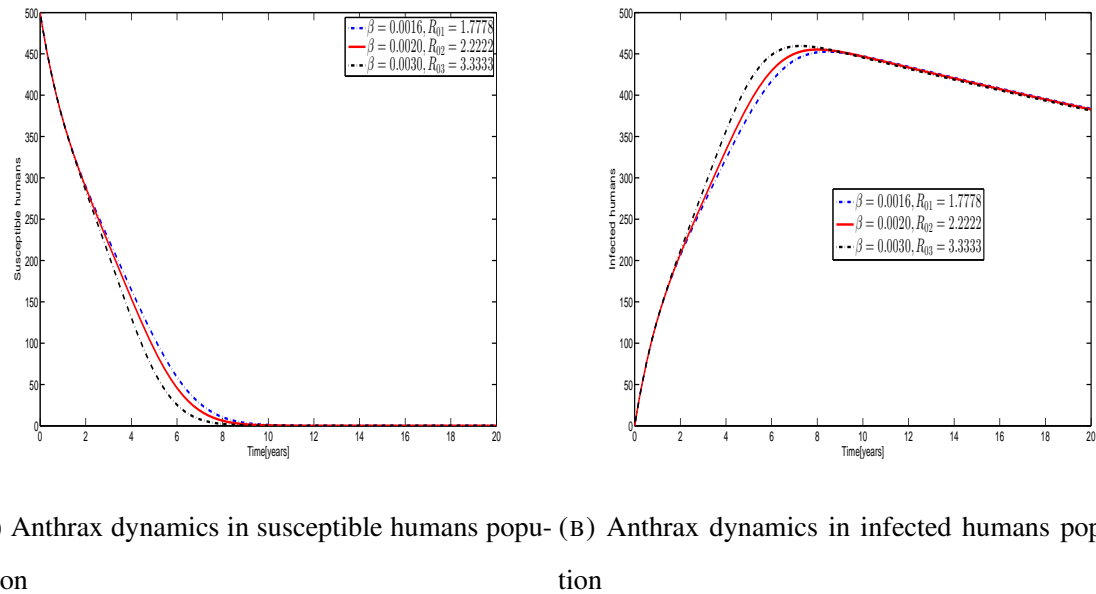 500
450
400
350
300
250
200
150
100
50
0
Susceptible humans
β = 0.0016, R01 = 1.7778
β = 0.0020, R02 = 2.2222
β = 0.0030, R03 = 3.3333
0 2 4 6 8 10 12 14 16 18 20
Time[years]
500
450
400
350
300
250
200
150
100
50
0
Infected humans
β = 0.0016, R01 = 1.7778
β = 0.0020, R02 = 2.2222
β = 0.0030, R03 = 3.3333
0 2 4 6 8 10 12 14 16 18 20
Time[years]
) Anthrax dynamics in susceptible humans popu-
on
(B) Anthrax dynamics in infected humans pop
tion